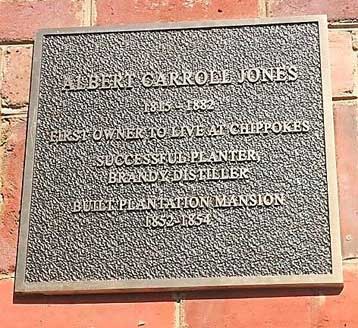 ALBERT CARROLL JONES
1815 - 1882
FIRST OWNER TO LIVE AT CHIPPOKES
SUCCESSFUL PLANTER,
BRANDY DISTILLER
BUILT PLANTATION MANSION
1852-1854